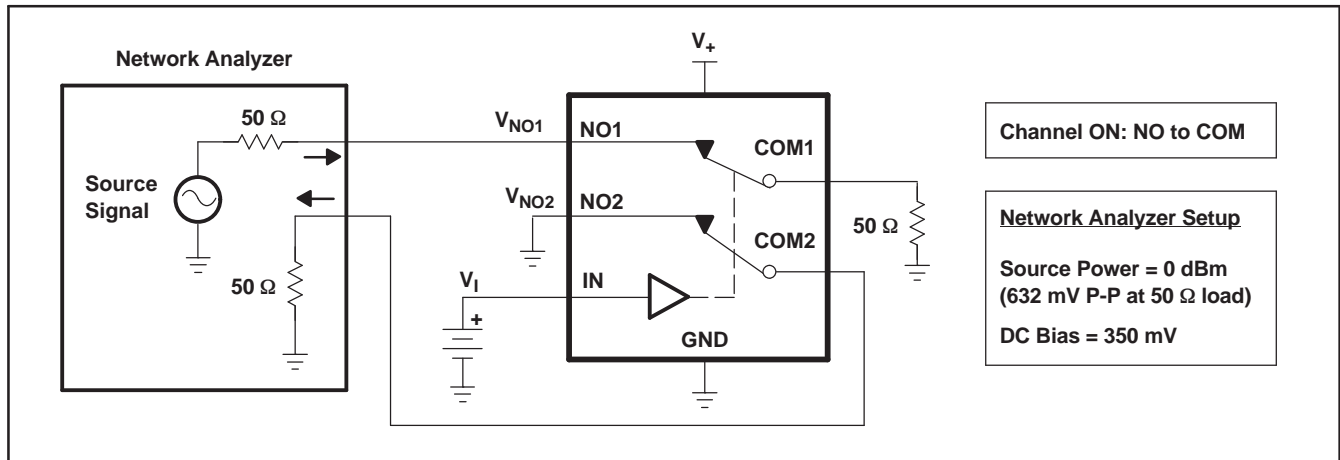 Network Analyzer
50 Ω
Source
Signal
50 Ω
V+
VNO1
NO1
COM1
VNO2
NO2
COM2
50 Ω
VI
IN
+
GND
Channel ON: NO to COM
Network Analyzer Setup
Source Power = 0 dBm
(632 mV P-P at 50 Ω load)
DC Bias = 350 mV